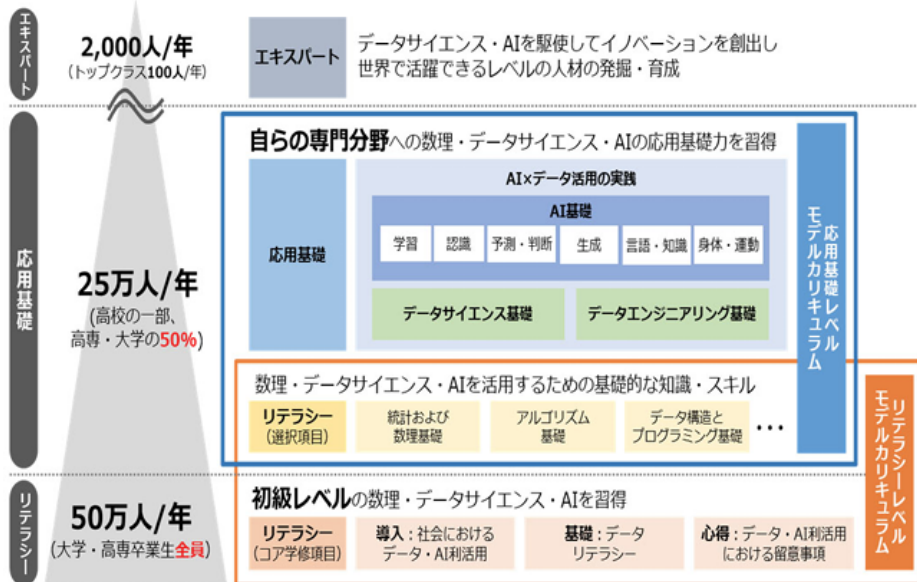 エキスパート
2,000人/年
(トップクラス100人/年)
エキスパート
データサイエンス・AIを駆使してイノベーションを創出し
世界で活躍できるレベルの人材の発掘・育成
応用基礎
25万人/年
(高校の一部、
高専・大学の50%)
自らの専門分野への数理・データサイエンス・AIの応用基礎力を習得
応用基礎
AI×データ活用の実践
AI基礎
学習
認識
予測・判断
生成
言語・知識
身体・運動
データサイエンス基礎
データエンジニアリング基礎
応用基礎レベル
モデルカリキュラム
数理・データサイエンス・AIを活用するための基礎的な知識・スキル
リテラシー
(選択項目)
統計および
数理基礎
アルゴリズム
基礎
データ構造と
プログラミング基礎
•••
リテラシーレベル
モデルカリキュラム
リテラシー
50万人/年
(大学・高専卒業生全員)
初級レベルの数理・データサイエンス・AIを習得
リテラシー
(コア学修項目)
導入:社会における
データ・AI利活用
基礎:データ
リテラシー
心得:データ・AI利活用
における留意事項